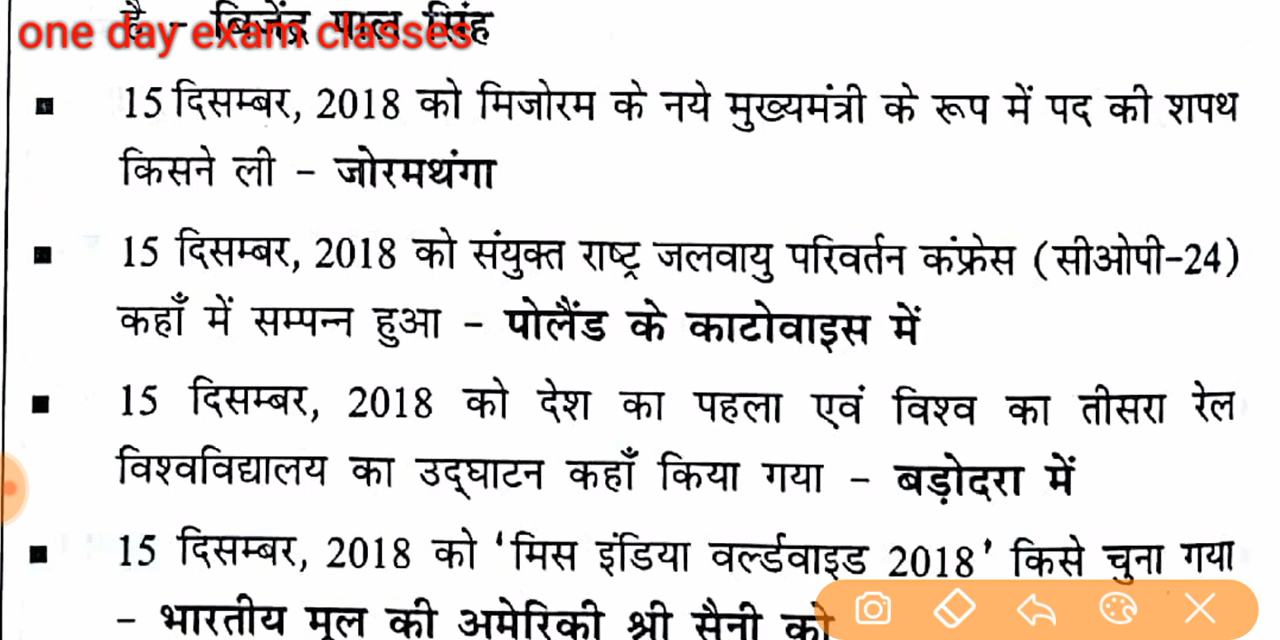 है - बिजेंद्र पाल सिंह
one day exam classes
■ 15 दिसम्बर, 2018 को मिजोरम के नये मुख्यमंत्री के रूप में पद की शपथ
किसने ली - जोरमथंगा
■ 15 दिसम्बर, 2018 को संयुक्त राष्ट्र जलवायु परिवर्तन कंफ्रेस (सीओपी-24)
कहाँ में सम्पन्न हुआ - पोलैंड के काटोवाइस में
■ 15 दिसम्बर, 2018 को देश का पहला एवं विश्व का तीसरा रेल
विश्वविद्यालय का उद्घाटन कहाँ किया गया - बड़ोदरा में
■ 15 दिसम्बर, 2018 को ‘मिस इंडिया वर्ल्डवाइड 2018’ किसे चुना गया
- भारतीय मूल की अमेरिकी श्री सैनी को